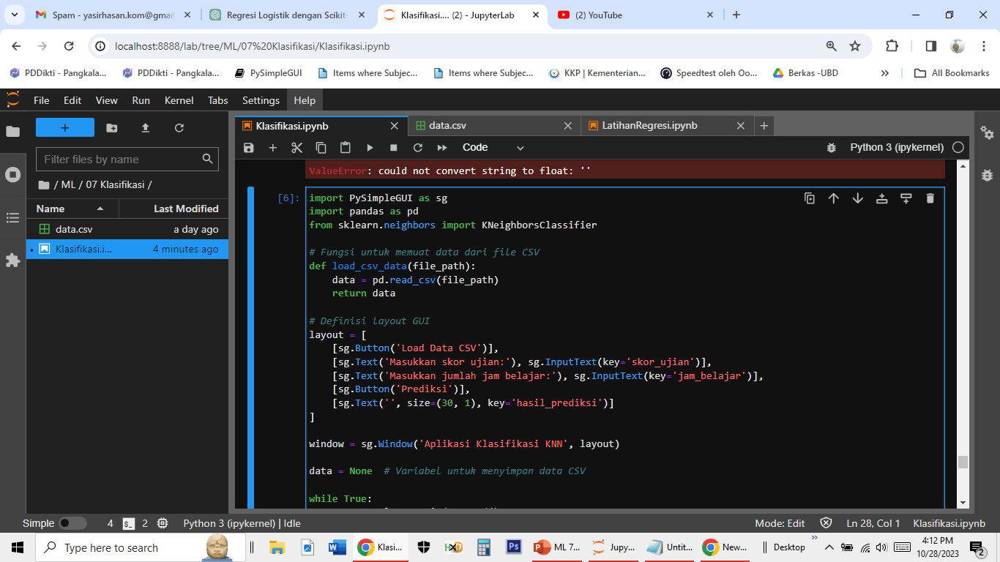 Spam - yasirhasan.kom@gmai
Regresi Logistik dengan Scikit-
Klasifikasi.... (2) - JupyterLab
(2) YouTube
localhost:8888/lab/tree/ML/07%20Klasifikasi/Klasifikasi.ipynb
PDDikti - Pangkala...
PDDikti - Pangkala...
PySimpleGUI
Items where Subjec...
Items where Subjec...
KKP | Kementerian...
Speedtest oleh Oo...
Berkas -UBD
All Bookmarks
File Edit View Run Kernel Tabs Settings Help
Klasifikasi.ipynb
data.csv
LatihanRegresi.ipynb
Code
Python 3 (ipykernel)
Filter files by name
/ ML / 07 Klasifikasi /
Name Last Modified
data.csv a day ago
Klasifikasi.i... 4 minutes ago
ValueError: could not convert string to float: ''
[6]: import PySimpleGUI as sg
import pandas as pd
from sklearn.neighbors import KNeighborsClassifier
# Fungsi untuk memuat data dari file CSV
def load_csv_data(file_path):
    data = pd.read_csv(file_path)
    return data
# Definisi layout GUI
layout = [
    [sg.Button('Load Data CSV')],
    [sg.Text('Masukkan skor ujian:'), sg.InputText(key='skor_ujian')],
    [sg.Text('Masukkan jumlah jam belajar:'), sg.InputText(key='jam_belajar')],
    [sg.Button('Prediksi')],
    [sg.Text('', size=(30, 1), key='hasil_prediksi')]
]
window = sg.Window('Aplikasi Klasifikasi KNN', layout)
data = None  # Variabel untuk menyimpan data CSV
while True:
Simple 4 2 Python 3 (ipykernel) | Idle
Mode: Edit Ln 28, Col 1 Klasifikasi.ipynb
Type here to search
Klasi...
Ps
ML 7...
Jupy...
Untit...
New...
Desktop
4:12 PM
10/28/2023
2